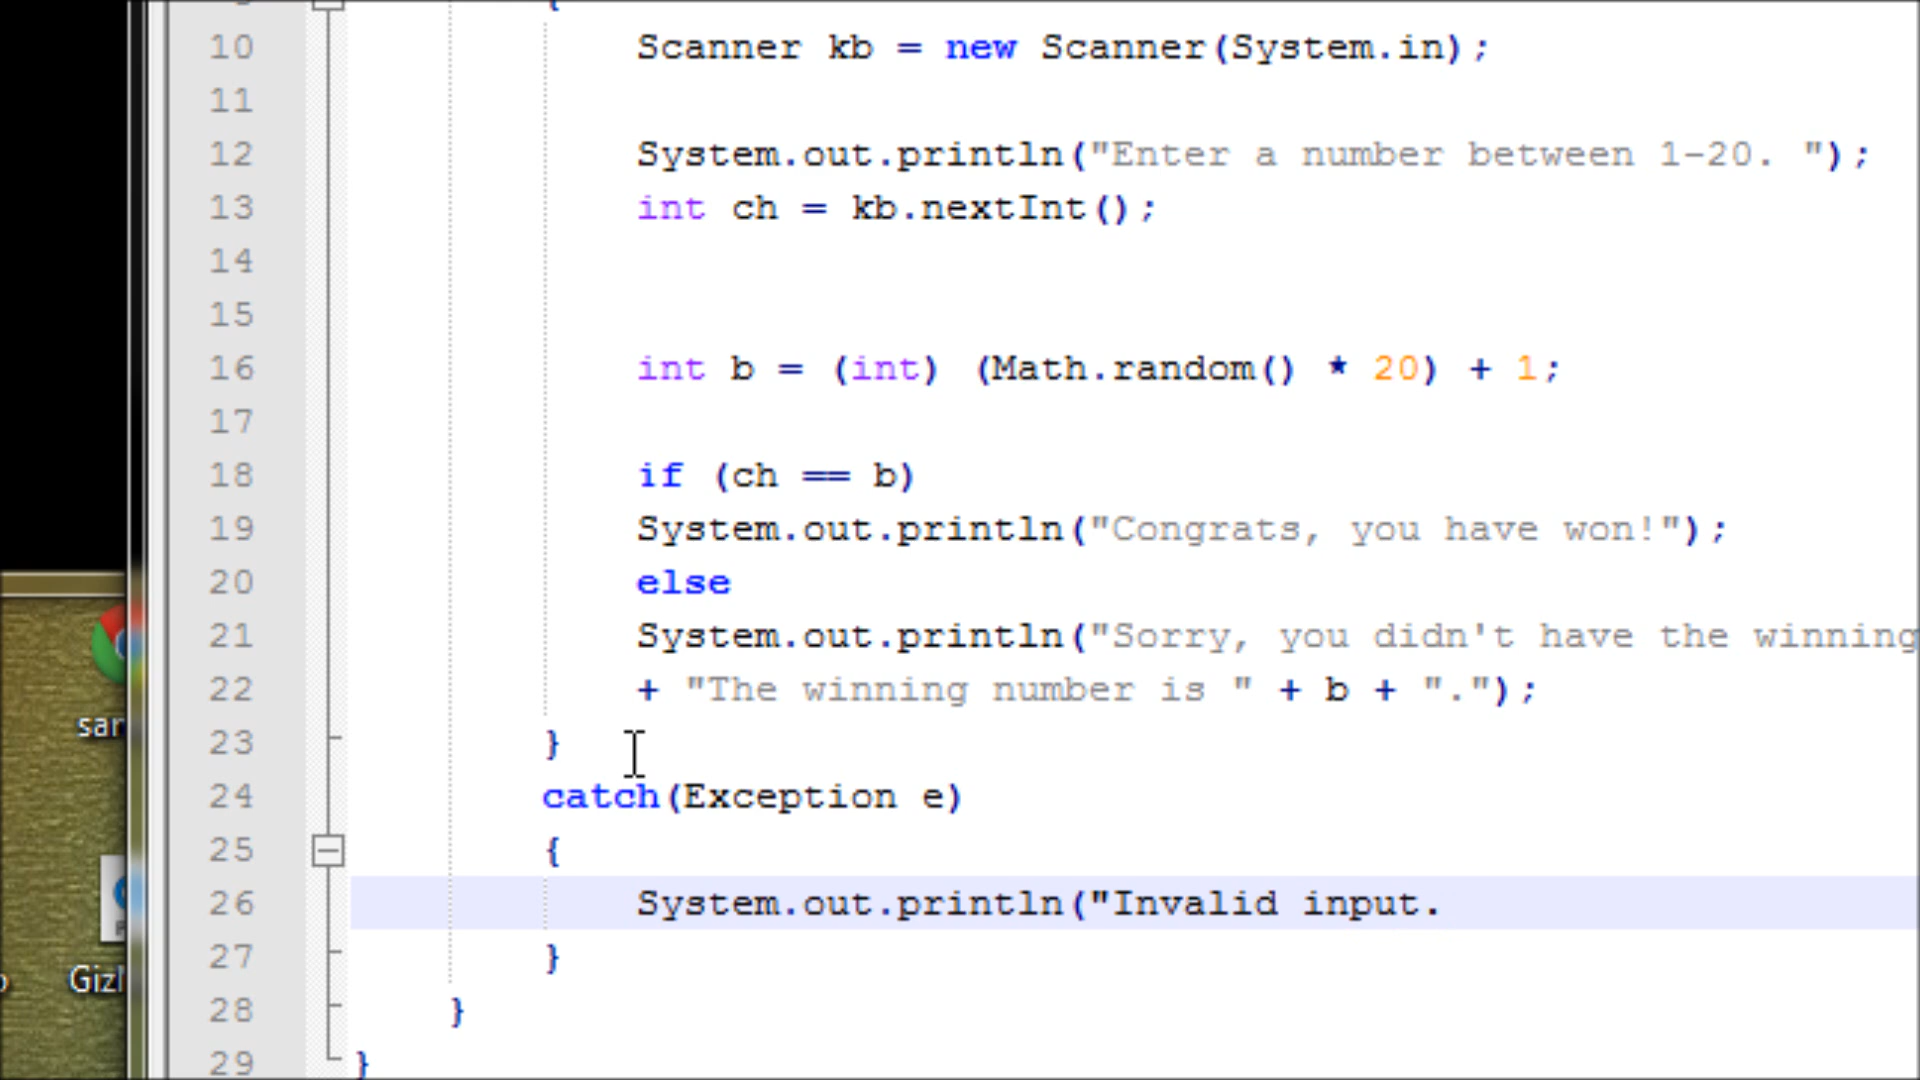 {
10 Scanner kb = new Scanner(System.in);
11
12 System.out.println("Enter a number between 1-20. ");
13 int ch = kb.nextInt();
14
15
16 int b = (int) (Math.random() * 20) + 1;
17
18 if (ch == b)
19 System.out.println("Congrats, you have won!");
20 else
21 System.out.println("Sorry, you didn't have the winning
22 + "The winning number is " + b + ".");
23 }
24 catch(Exception e)
25 {
26 System.out.println("Invalid input.
27 }
28 }
29 }